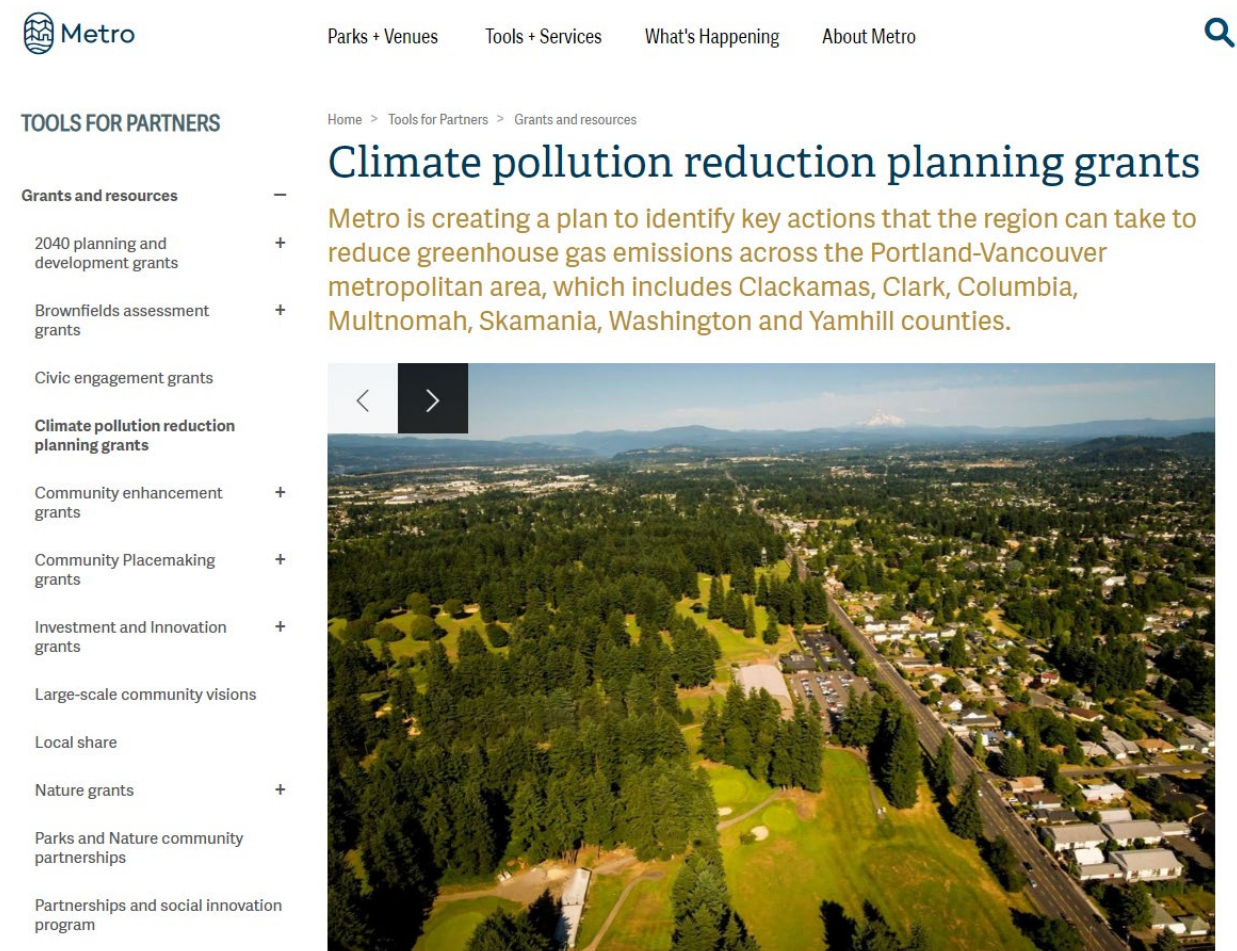 Metro
Parks + Venues
Tools + Services
What's Happening
About Metro
TOOLS FOR PARTNERS
Grants and resources
−
2040 planning and
development grants
+
Brownfields assessment
grants
+
Civic engagement grants
Climate pollution reduction
planning grants
Community enhancement
grants
+
Community Placemaking
grants
+
Investment and Innovation
grants
+
Large-scale community visions
Local share
Nature grants
+
Parks and Nature community
partnerships
Partnerships and social innovation
program
Home > Tools for Partners > Grants and resources
Climate pollution reduction planning grants
Metro is creating a plan to identify key actions that the region can take to
reduce greenhouse gas emissions across the Portland-Vancouver
metropolitan area, which includes Clackamas, Clark, Columbia,
Multnomah, Skamania, Washington and Yamhill counties.